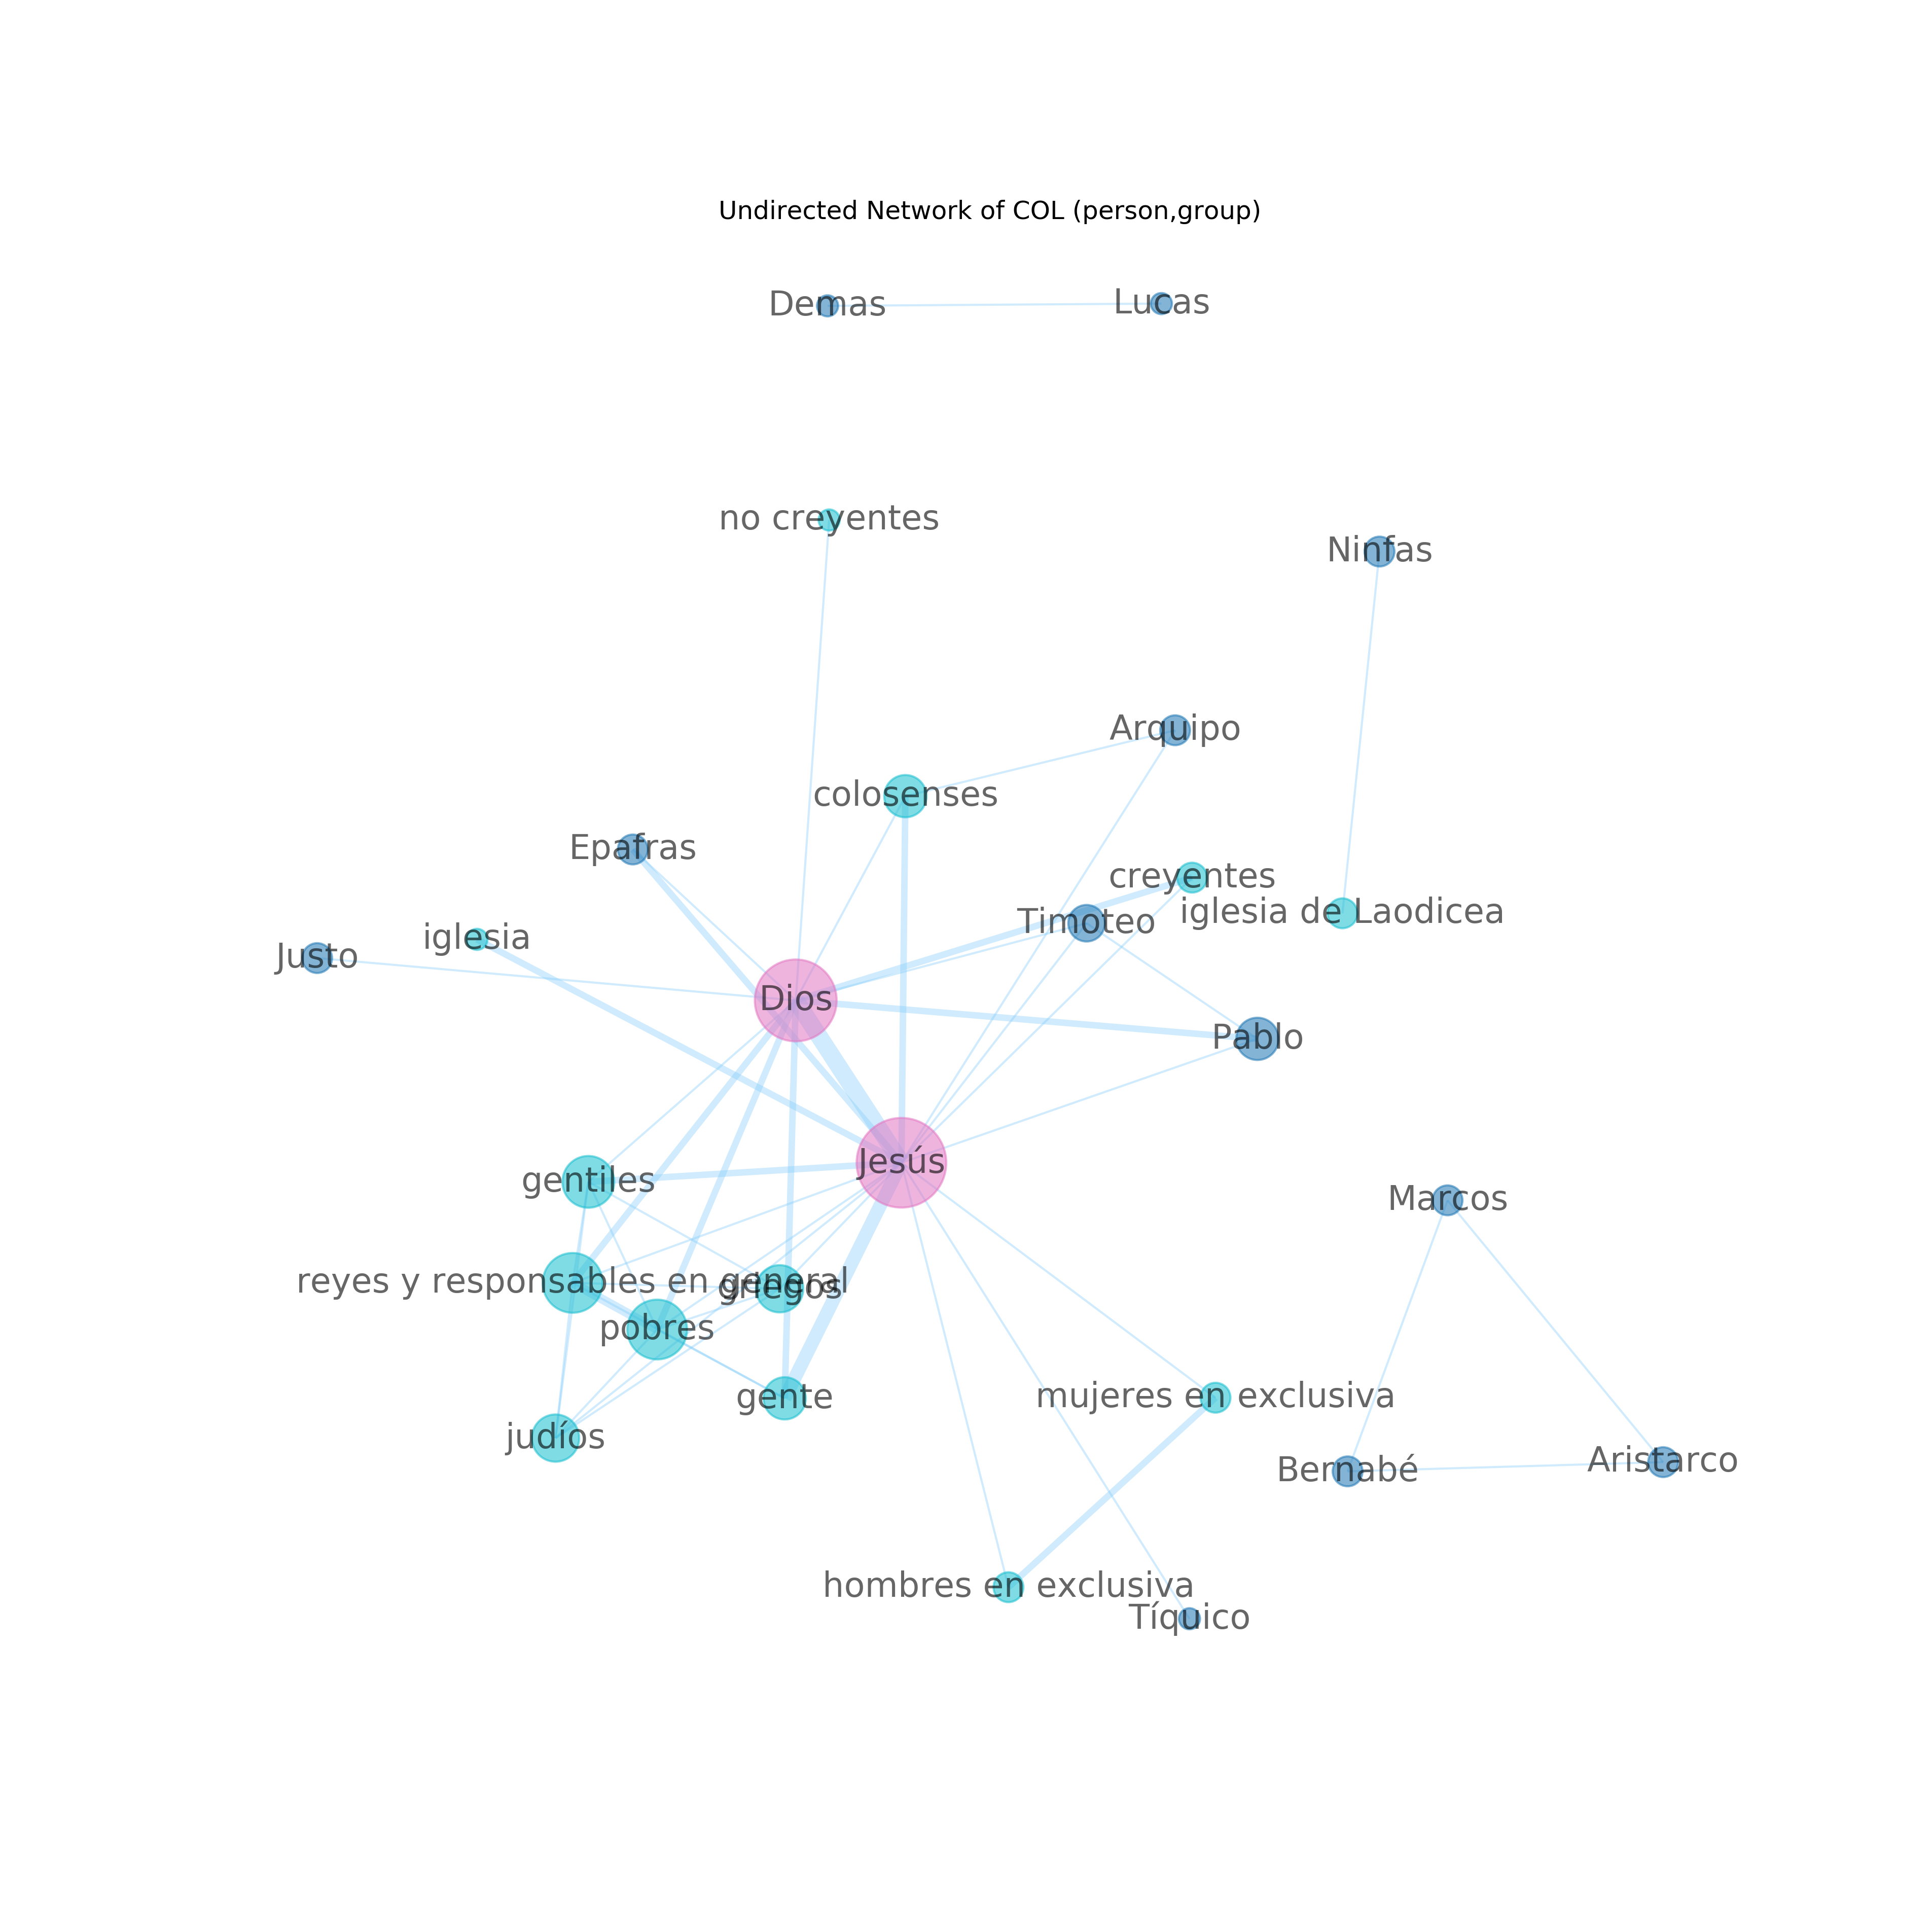 Undirected Network of COL (person,group)
Demas
Lucas
no creyentes
Ninfas
Arquipo
colosenses
Epafras
creyentes
iglesia de Laodicea
Timoteo
iglesia
Justo
Dios
Pablo
Jesús
gentiles
Marcos
reyes y responsables en general
griegos
pobres
gente
mujeres en exclusiva
judíos
Aristarco
Bernabé
hombres en exclusiva
Tíquico